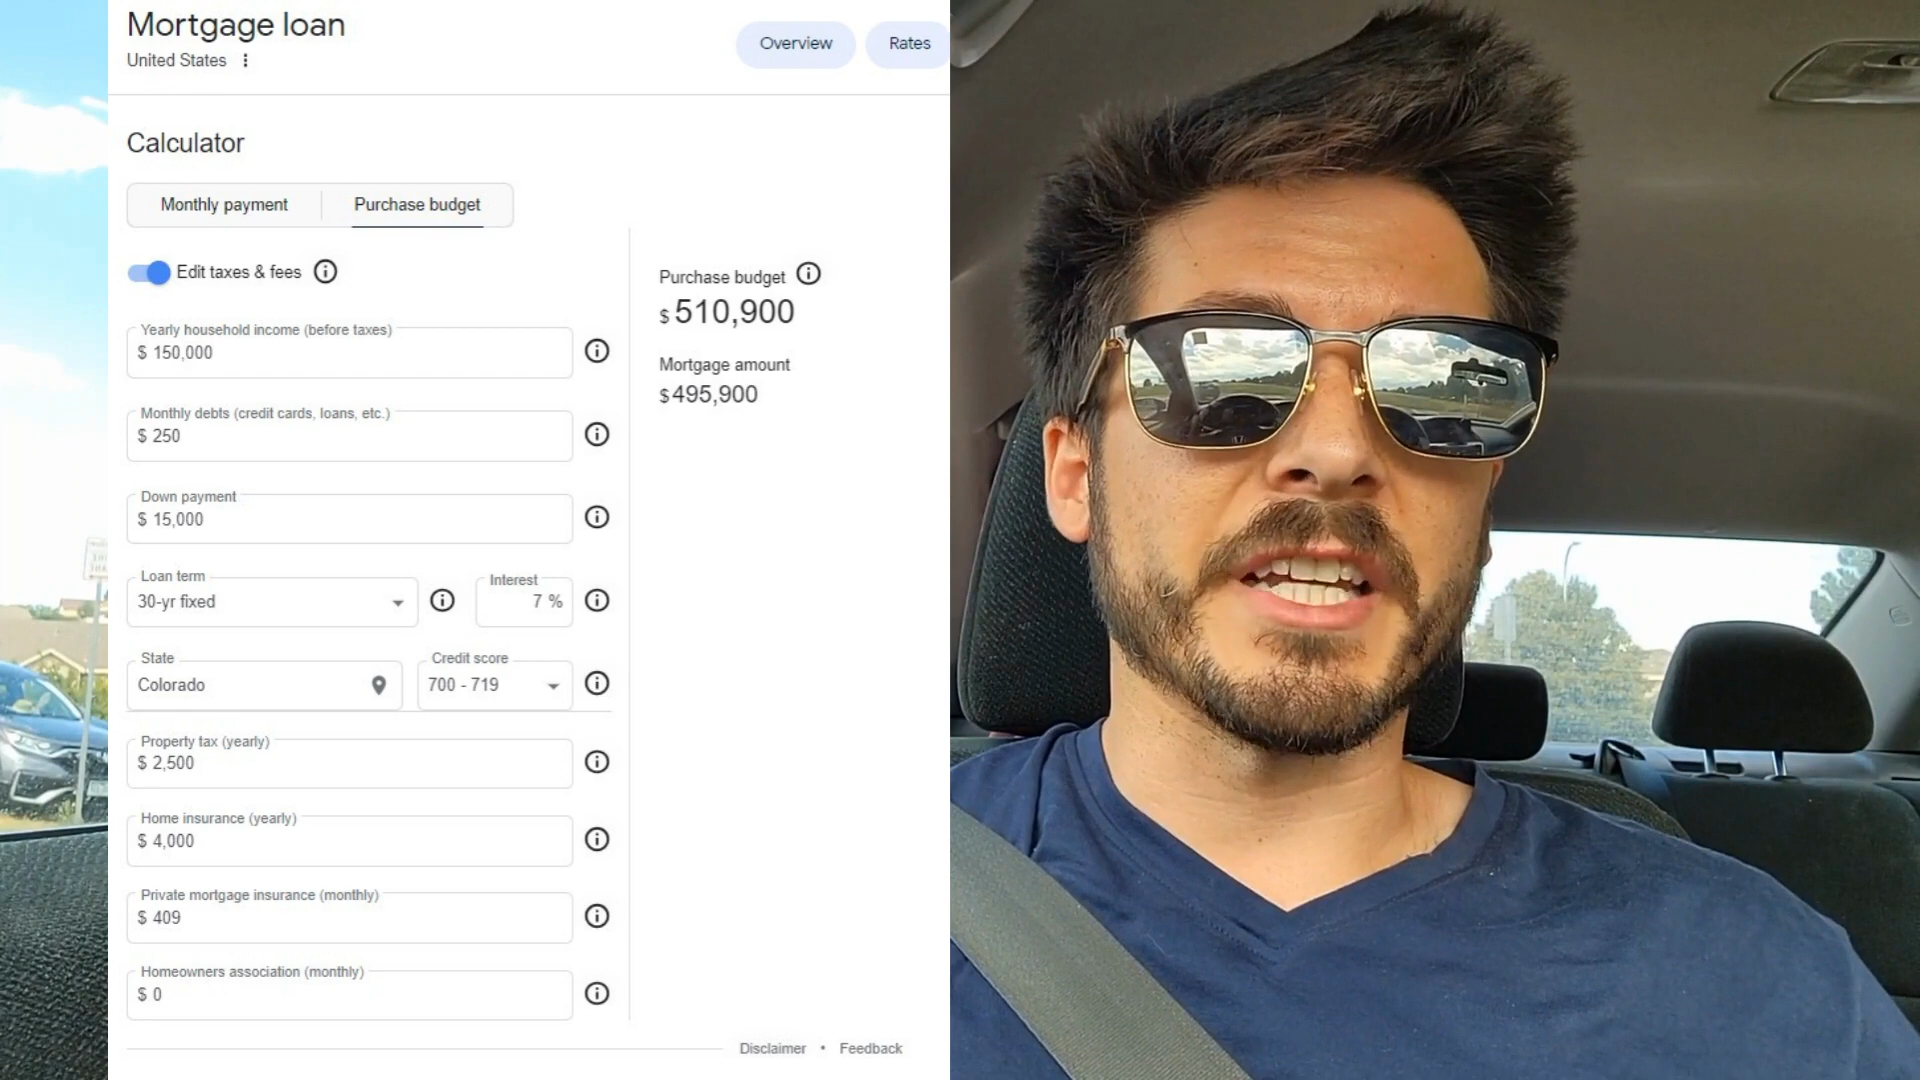 Mortgage loan
United States
Overview
Rates
Calculator
Monthly payment
Purchase budget
Edit taxes & fees
Yearly household income (before taxes)
$ 150,000
Monthly debts (credit cards, loans, etc.)
$ 250
Down payment
$ 15,000
Loan term
30-yr fixed
Interest
7 %
State
Colorado
Credit score
700 - 719
Property tax (yearly)
$ 2,500
Home insurance (yearly)
$ 4,000
Private mortgage insurance (monthly)
$ 409
Homeowners association (monthly)
$ 0
Purchase budget
$ 510,900
Mortgage amount
$ 495,900
Disclaimer • Feedback